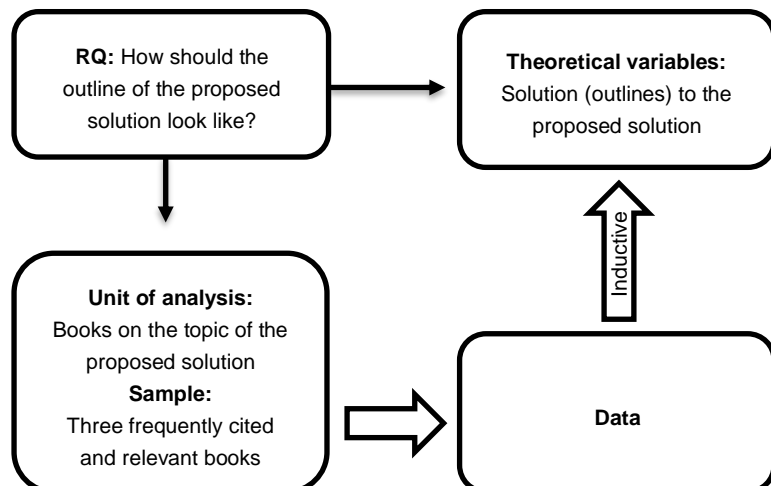 RQ: How should the
outline of the proposed
solution look like?
Theoretical variables:
Solution (outlines) to the
proposed solution
Inductive
Unit of analysis:
Books on the topic of the
proposed solution
Sample:
Three frequently cited
and relevant books
Data